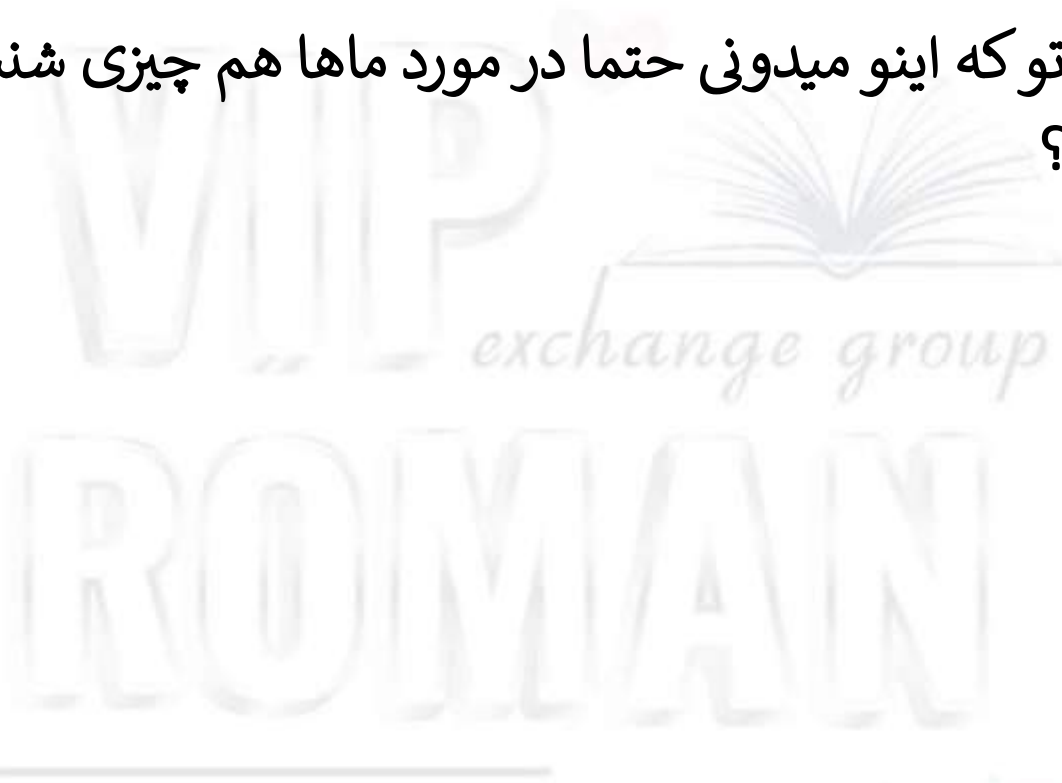 تو که اینو میدونی حتما در مورد ماها هم چیزی شن
؟
VIP
exchange group
ROMAN